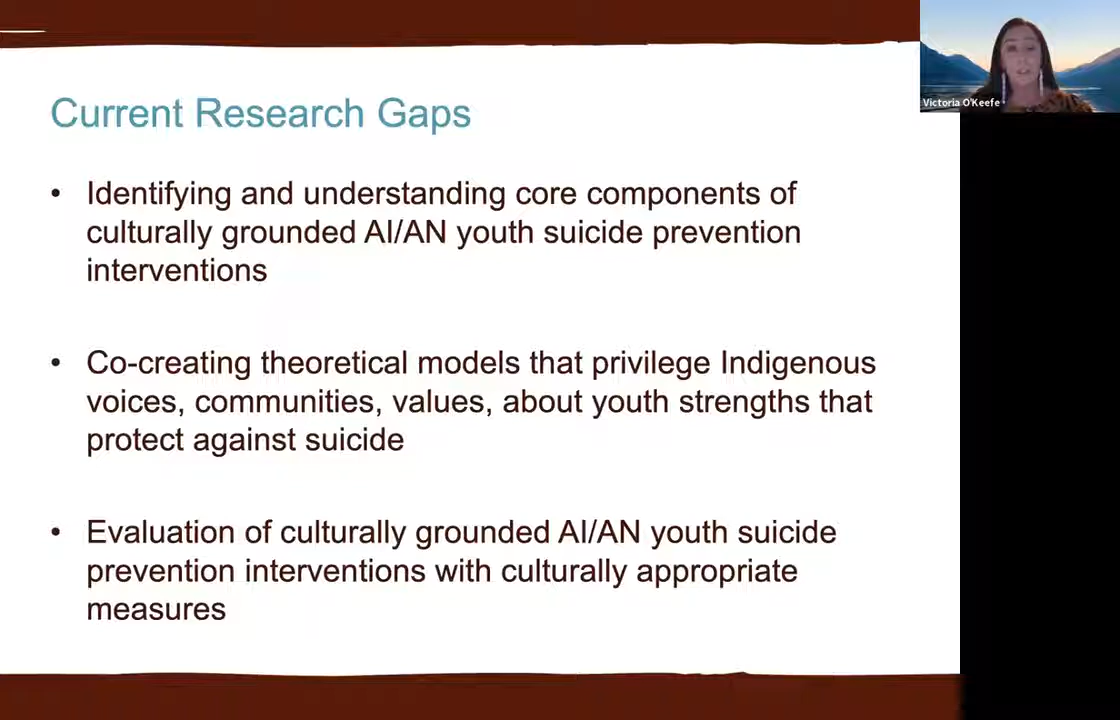 Current Research Gaps
• Identifying and understanding core components of
culturally grounded AI/AN youth suicide prevention
interventions
• Co-creating theoretical models that privilege Indigenous
voices, communities, values, about youth strengths that
protect against suicide
• Evaluation of culturally grounded AI/AN youth suicide
prevention interventions with culturally appropriate
measures
Victoria O'Keefe